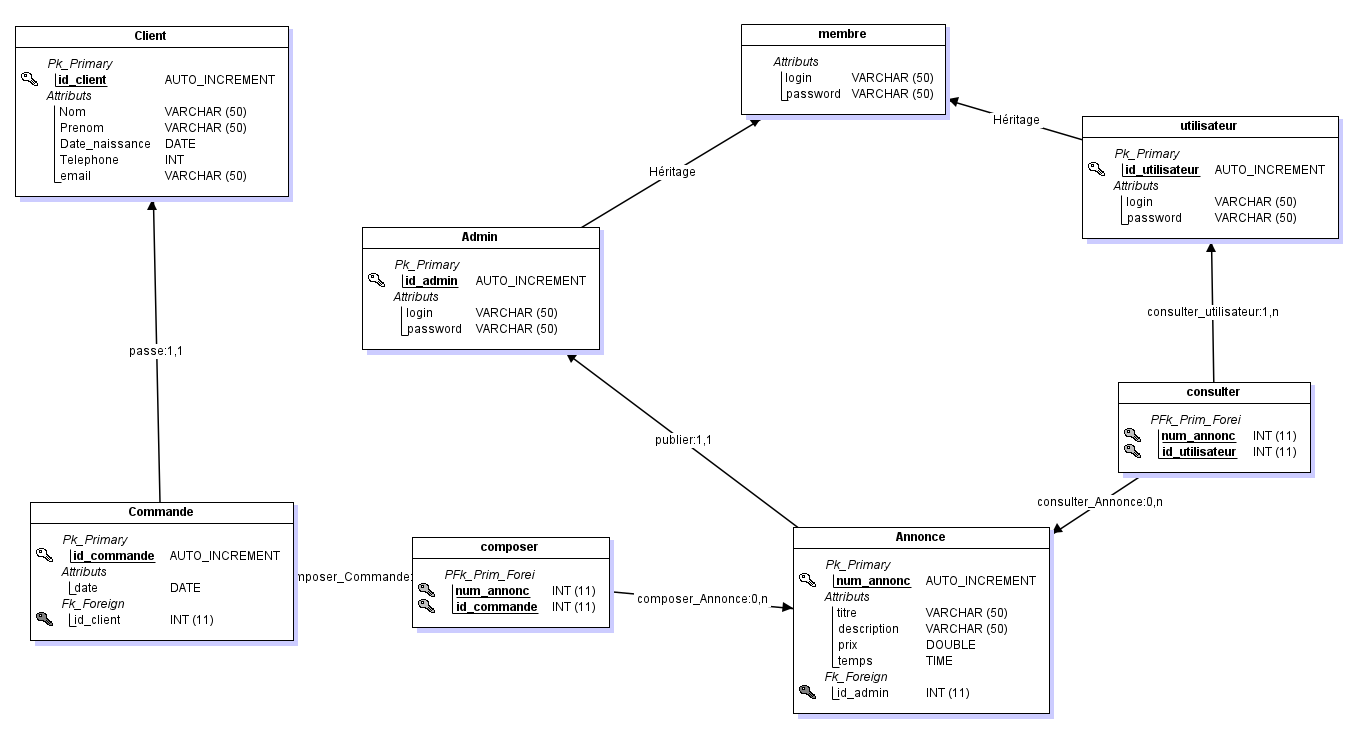 Client
Pk_Primary
id_client AUTO_INCREMENT
Attributs
Nom VARCHAR (50)
Prenom VARCHAR (50)
Date_naissance DATE
Telephone INT
email VARCHAR (50)
membre
Attributs
login VARCHAR (50)
password VARCHAR (50)
Héritage
utilisateur
Pk_Primary
id_utilisateur AUTO_INCREMENT
Attributs
login VARCHAR (50)
password VARCHAR (50)
Héritage
Admin
Pk_Primary
id_admin AUTO_INCREMENT
Attributs
login VARCHAR (50)
password VARCHAR (50)
consulter_utilisateur:1,n
passe:1,1
publier:1,1
consulter
PFk_Prim_Forei
num_annonc INT (11)
id_utilisateur INT (11)
consulter_Annonce:0,n
Commande
Pk_Primary
id_commande AUTO_INCREMENT
Attributs
date DATE
Fk_Foreign
id_client INT (11)
mposer_Commande:
composer
PFk_Prim_Forei
num_annonc INT (11)
id_commande INT (11)
composer_Annonce:0,n
Annonce
Pk_Primary
num_annonc AUTO_INCREMENT
Attributs
titre VARCHAR (50)
description VARCHAR (50)
prix DOUBLE
temps TIME
Fk_Foreign
id_admin INT (11)